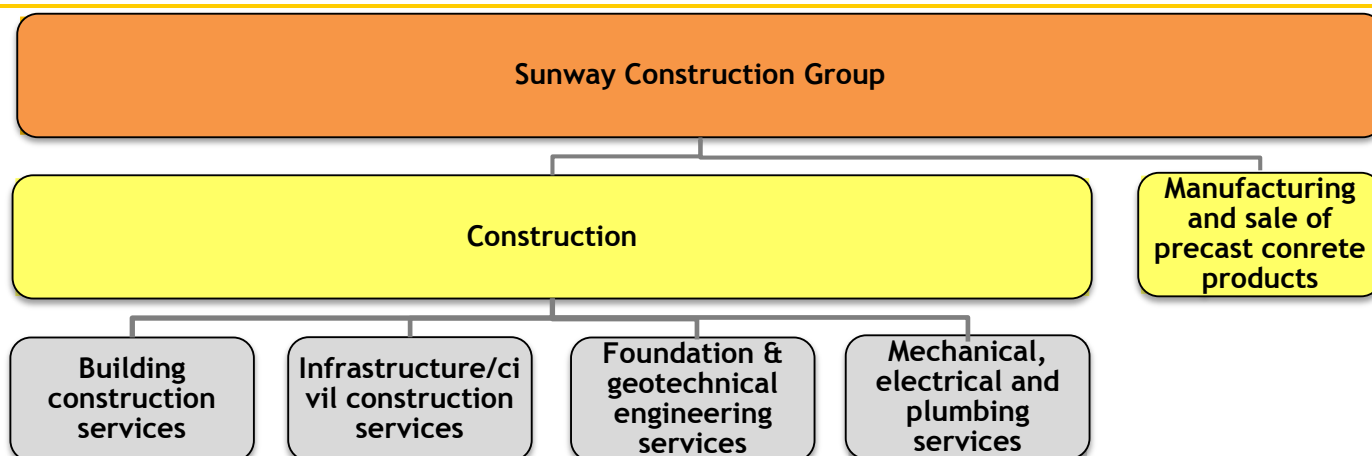 Sunway Construction Group
Construction
Manufacturing
and sale of
precast conrete
products
Building
construction
services
Infrastructure/ci
vil construction
services
Foundation &
geotechnical
engineering
services
Mechanical,
electrical and
plumbing
services